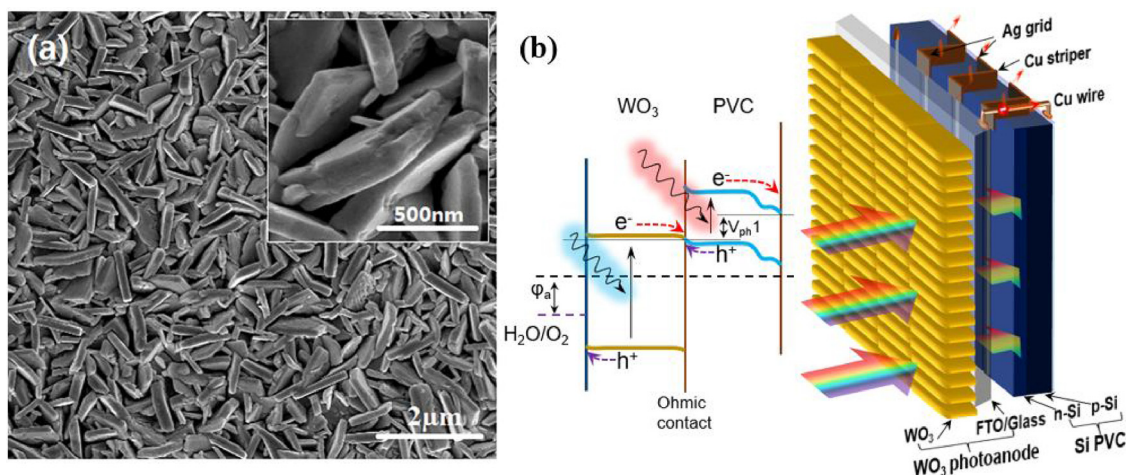 (a)
500nm
2μm
(b)
WO₃ PVC
e⁻
e⁻
Vₚₕ1
h⁺
φₐ
H₂O/O₂
h⁺
Ohmic
contact
Ag grid
Cu striper
Cu wire
WO₃
FTO/Glass
n-Si p-Si
WO₃ photoanode
Si PVC